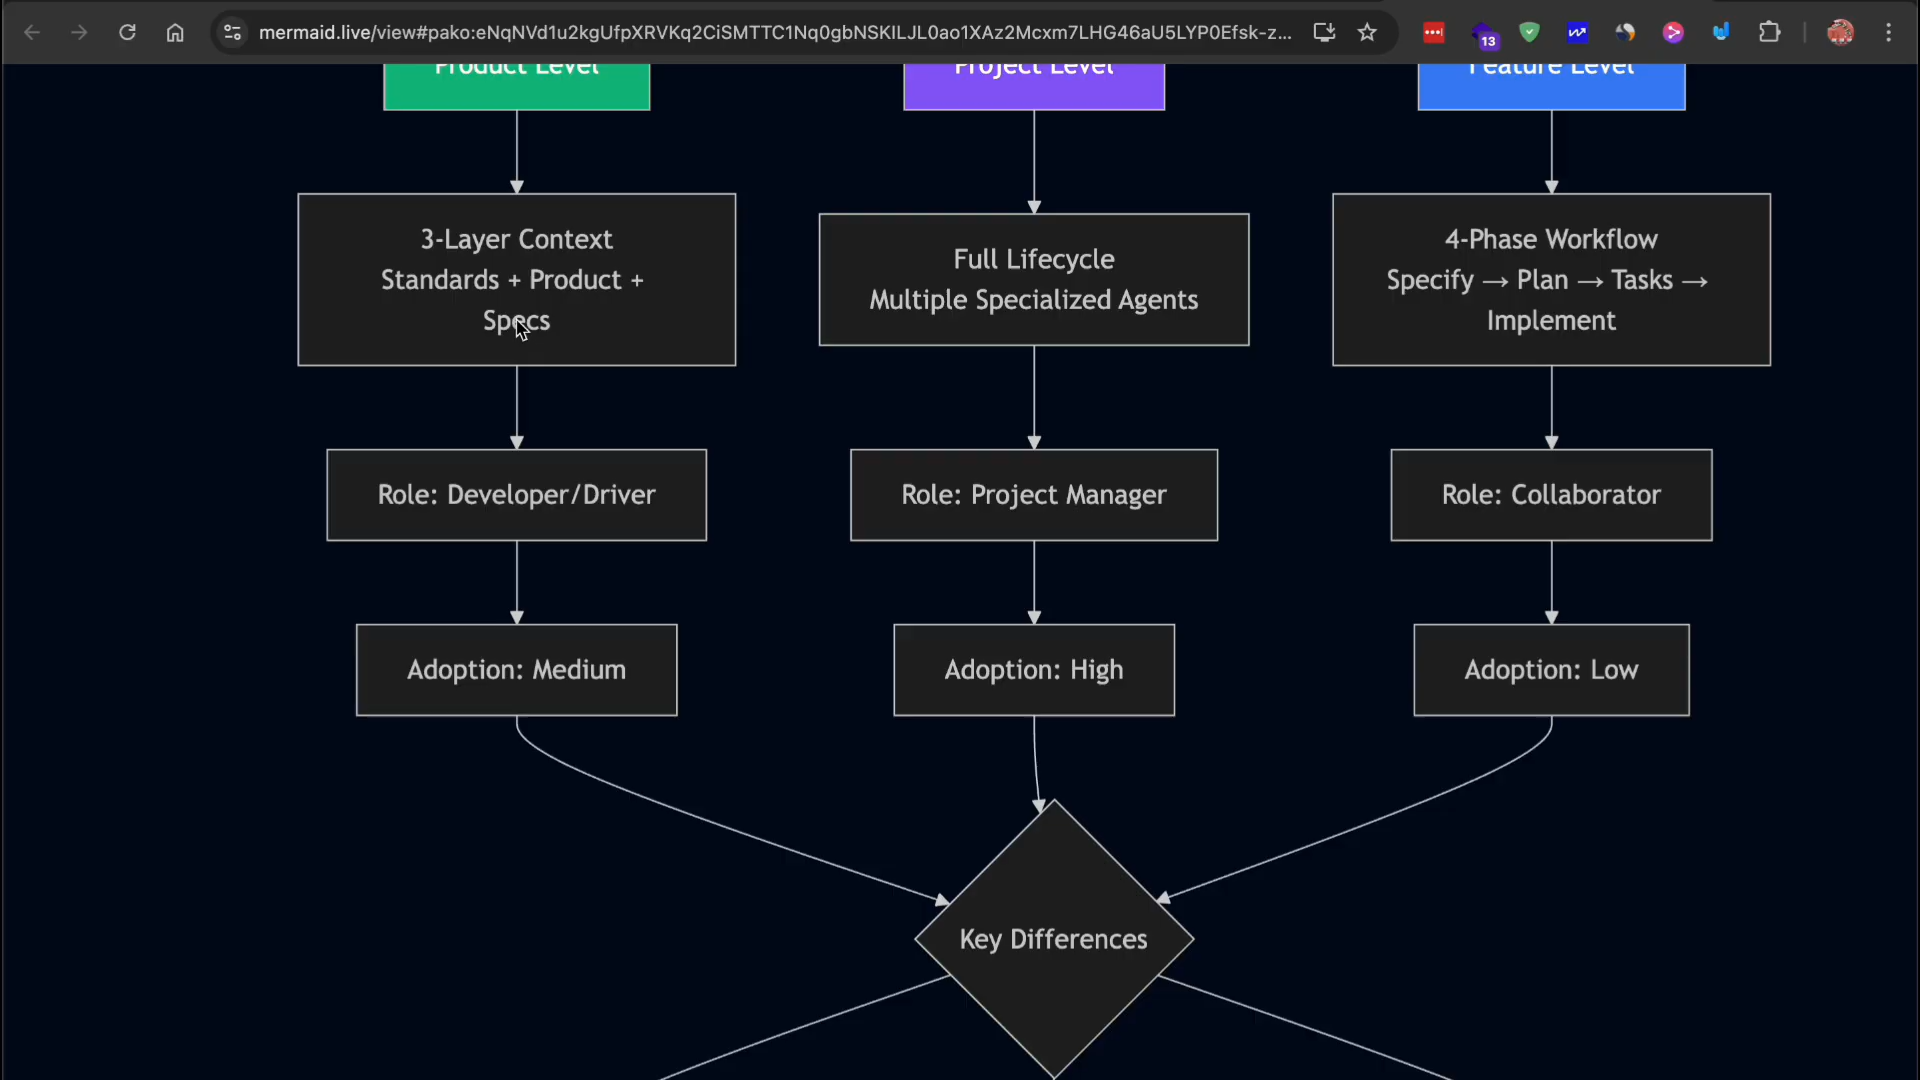 mermaid.live/view#pako:eNqNVd1u2kgUfpXRVKq2CiSMTTC1Nq0gbNSKILJL0ao1XAz2Mcxm7LHG46aU5LYP0Efsk-z...
13
Product Level
Project Level
Feature Level
3-Layer Context
Standards + Product +
Specs
Full Lifecycle
Multiple Specialized Agents
4-Phase Workflow
Specify → Plan → Tasks →
Implement
Role: Developer/Driver
Role: Project Manager
Role: Collaborator
Adoption: Medium
Adoption: High
Adoption: Low
Key Differences